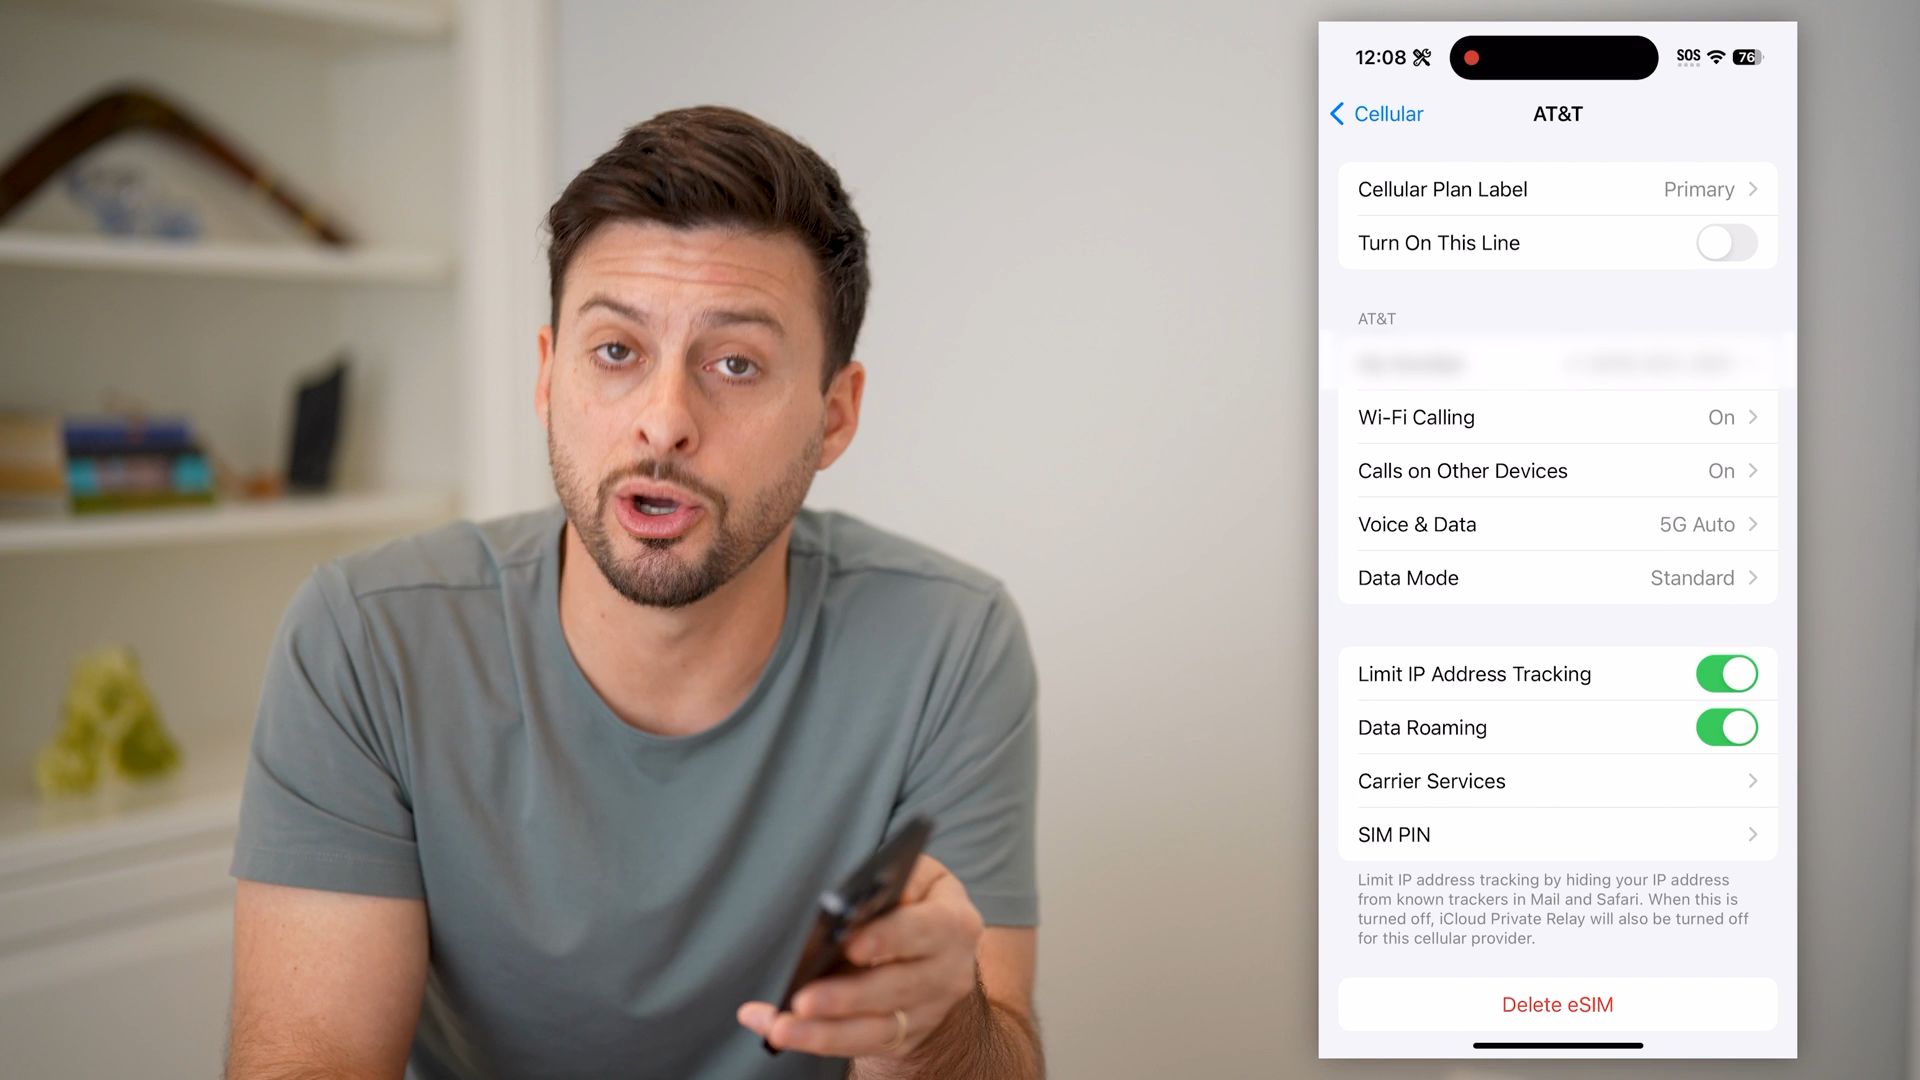 12:08
SOS
76
Cellular
AT&T
Cellular Plan Label
Primary
Turn On This Line
AT&T
Wi-Fi Calling
On
Calls on Other Devices
On
Voice & Data
5G Auto
Data Mode
Standard
Limit IP Address Tracking
Data Roaming
Carrier Services
SIM PIN
Limit IP address tracking by hiding your IP address
from known trackers in Mail and Safari. When this is
turned off, iCloud Private Relay will also be turned off
for this cellular provider.
Delete eSIM